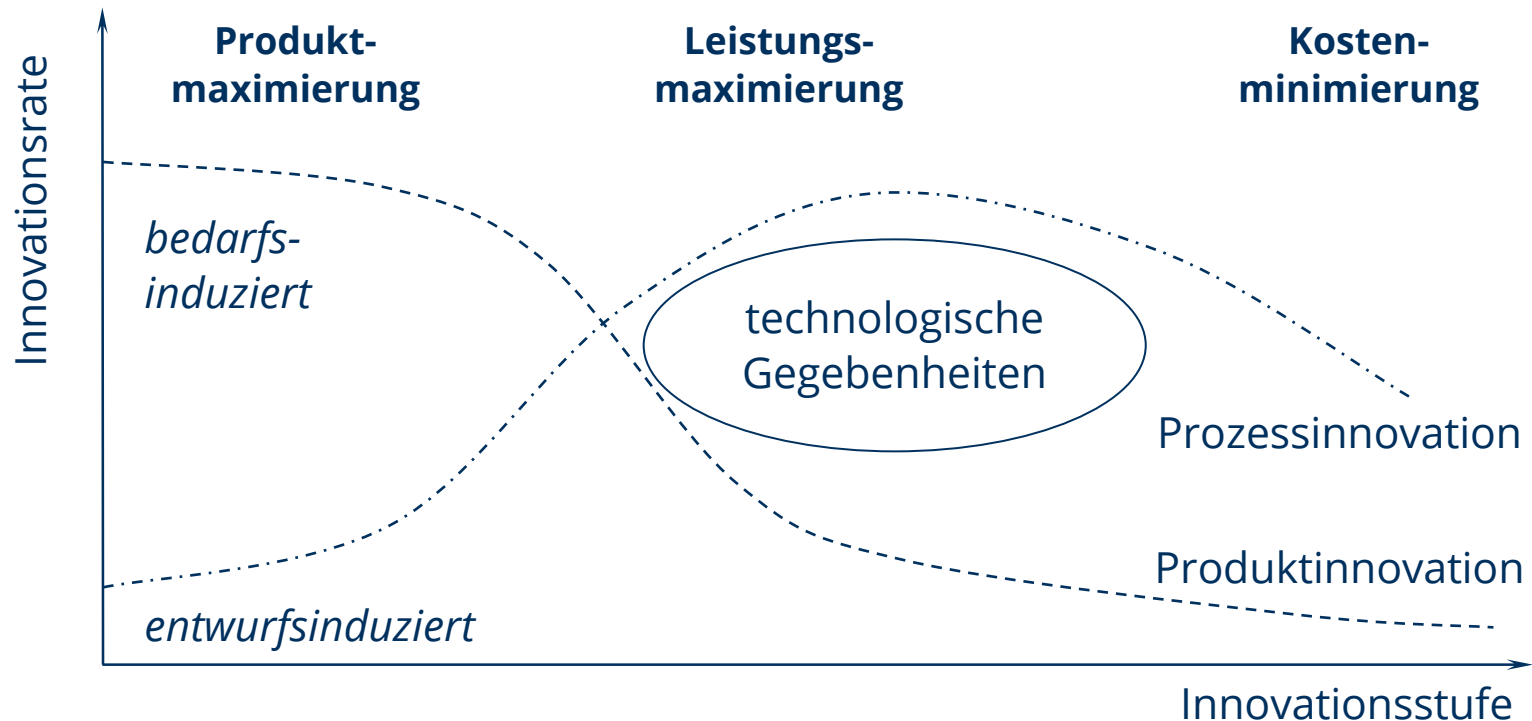 Produkt-
maximierung
Leistungs-
maximierung
Kosten-
minimierung
Innovationsrate
bedarfs-
induziert
technologische
Gegebenheiten
Prozessinnovation
Produktinnovation
entwurfsinduziert
Innovationsstufe